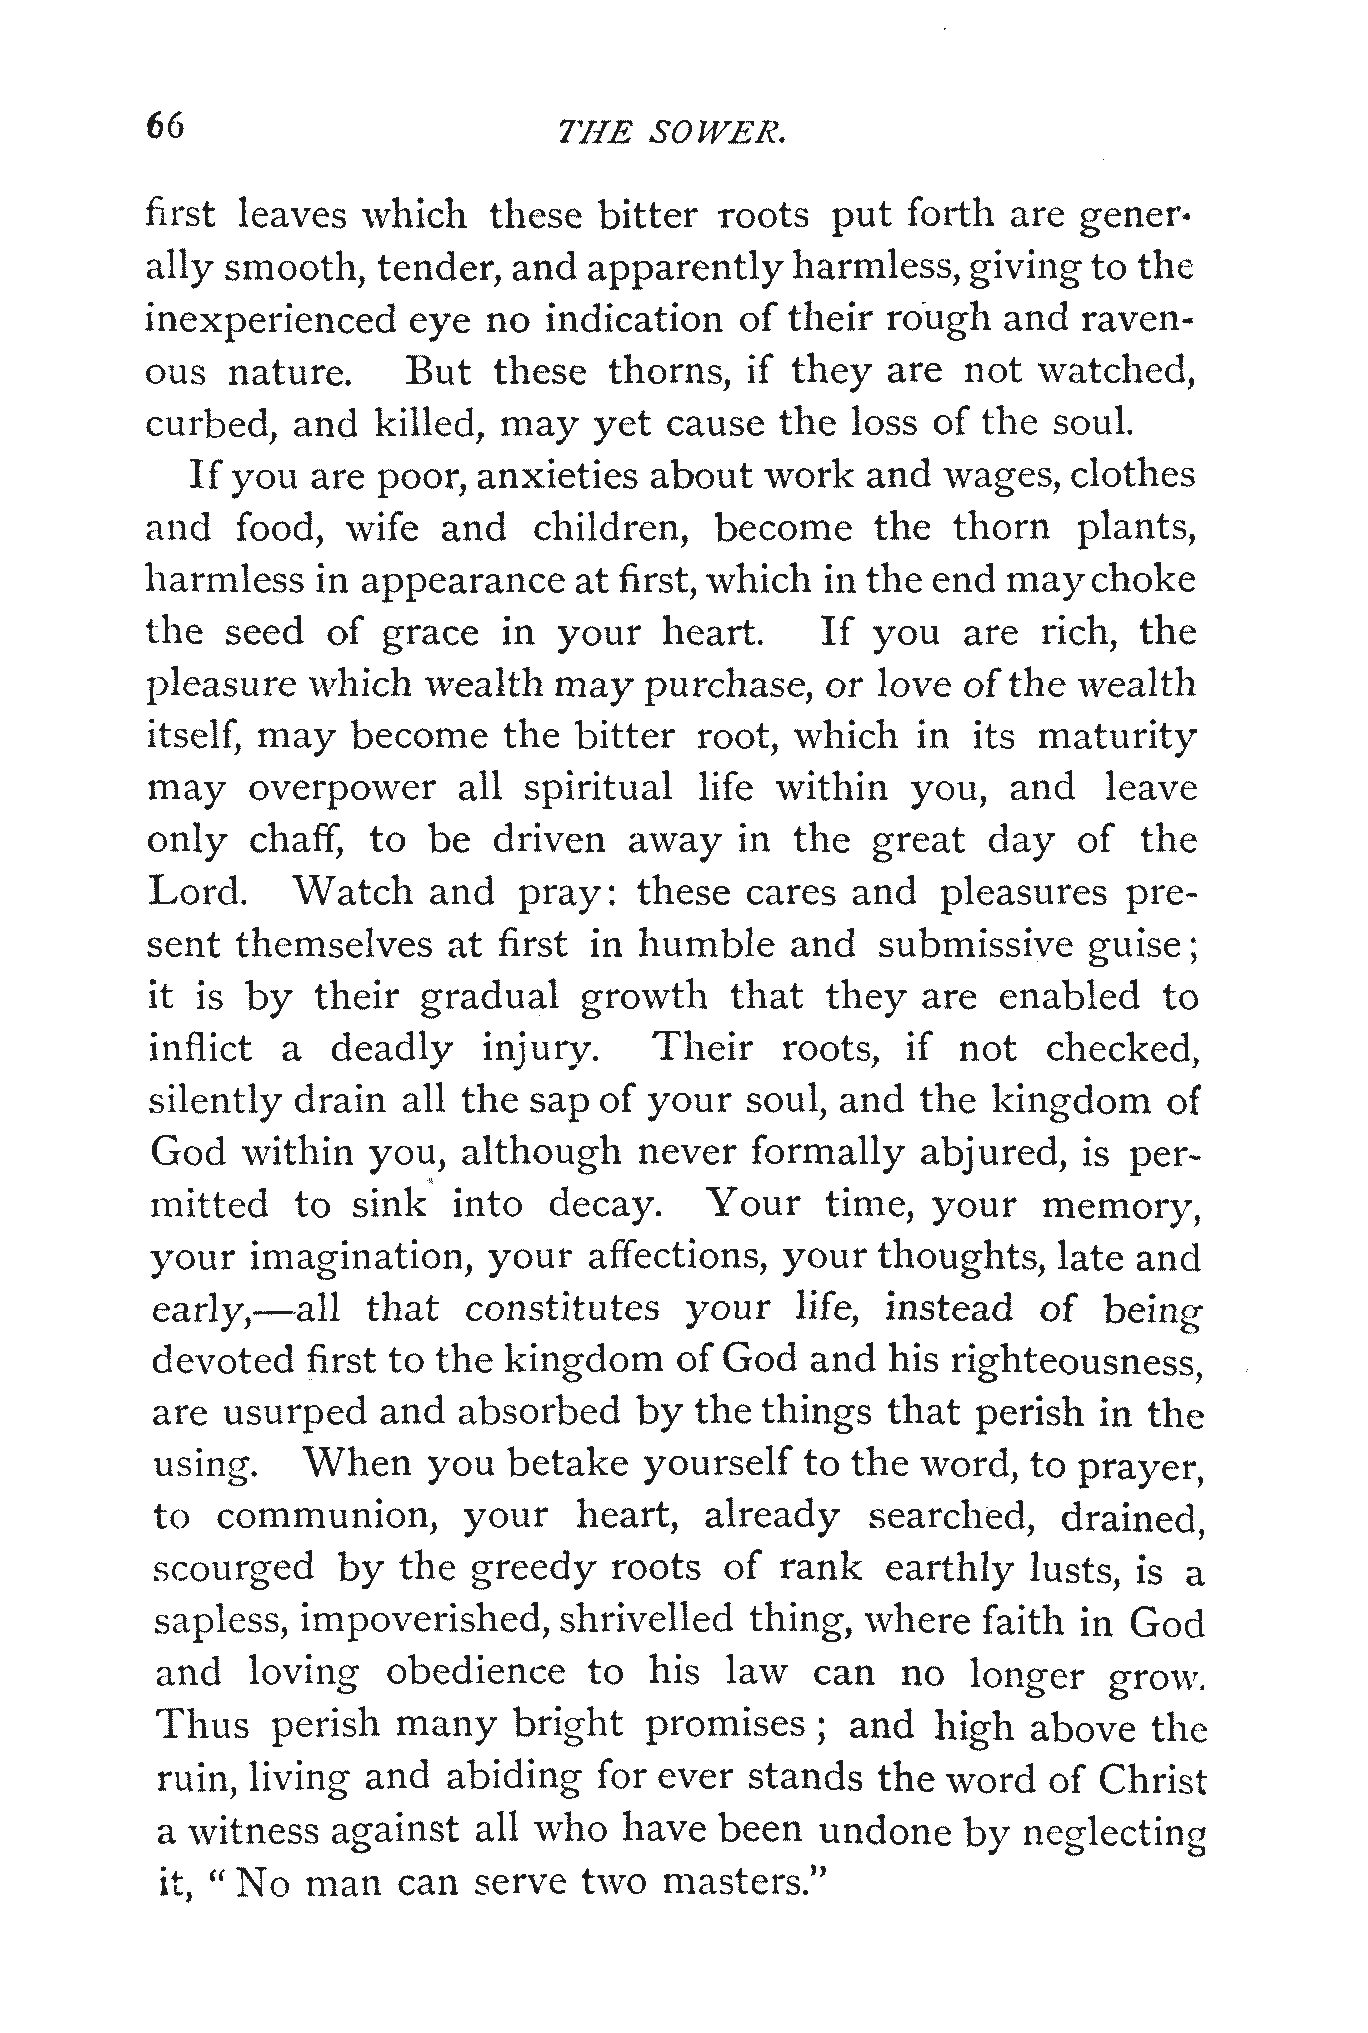 66 THE SOWER.
first leaves which these bitter roots put forth are gener-
ally smooth, tender, and apparently harmless, giving to the
inexperienced eye no indication of their rough and raven-
ous nature. But these thorns, if they are not watched,
curbed, and killed, may yet cause the loss of the soul.
If you are poor, anxieties about work and wages, clothes
and food, wife and children, become the thorn plants,
harmless in appearance at first, which in the end may choke
the seed of grace in your heart. If you are rich, the
pleasure which wealth may purchase, or love of the wealth
itself, may become the bitter root, which in its maturity
may overpower all spiritual life within you, and leave
only chaff, to be driven away in the great day of the
Lord. Watch and pray: these cares and pleasures pre-
sent themselves at first in humble and submissive guise;
it is by their gradual growth that they are enabled to
inflict a deadly injury. Their roots, if not checked,
silently drain all the sap of your soul, and the kingdom of
God within you, although never formally abjured, is per-
mitted to sink into decay. Your time, your memory,
your imagination, your affections, your thoughts, late and
early,—all that constitutes your life, instead of being
devoted first to the kingdom of God and his righteousness,
are usurped and absorbed by the things that perish in the
using. When you betake yourself to the word, to prayer,
to communion, your heart, already searched, drained,
scourged by the greedy roots of rank earthly lusts, is a
sapless, impoverished, shrivelled thing, where faith in God
and loving obedience to his law can no longer grow.
Thus perish many bright promises; and high above the
ruin, living and abiding for ever stands the word of Christ
a witness against all who have been undone by neglecting
it, “No man can serve two masters.”